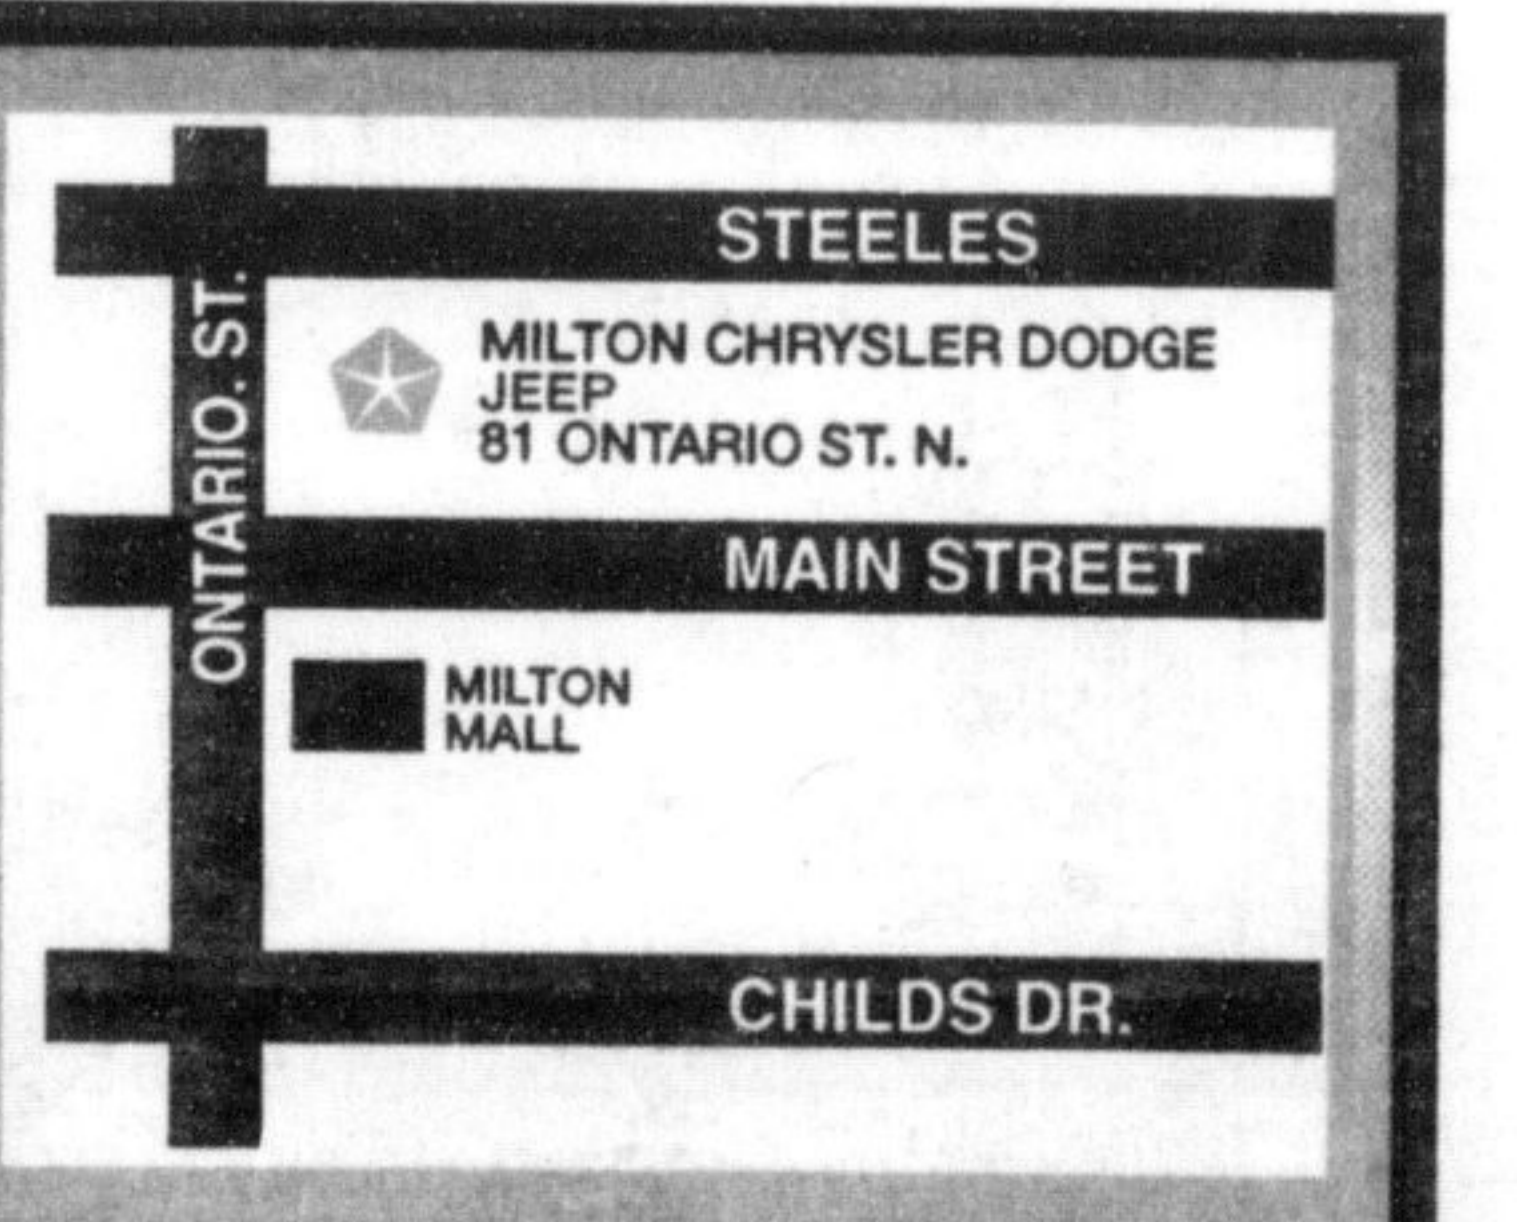 STEELES
ONTARIO. ST.
MILTON CHRYSLER DODGE
JEEP
81 ONTARIO ST. N.
MAIN STREET
MILTON
MALL
CHILDS DR.